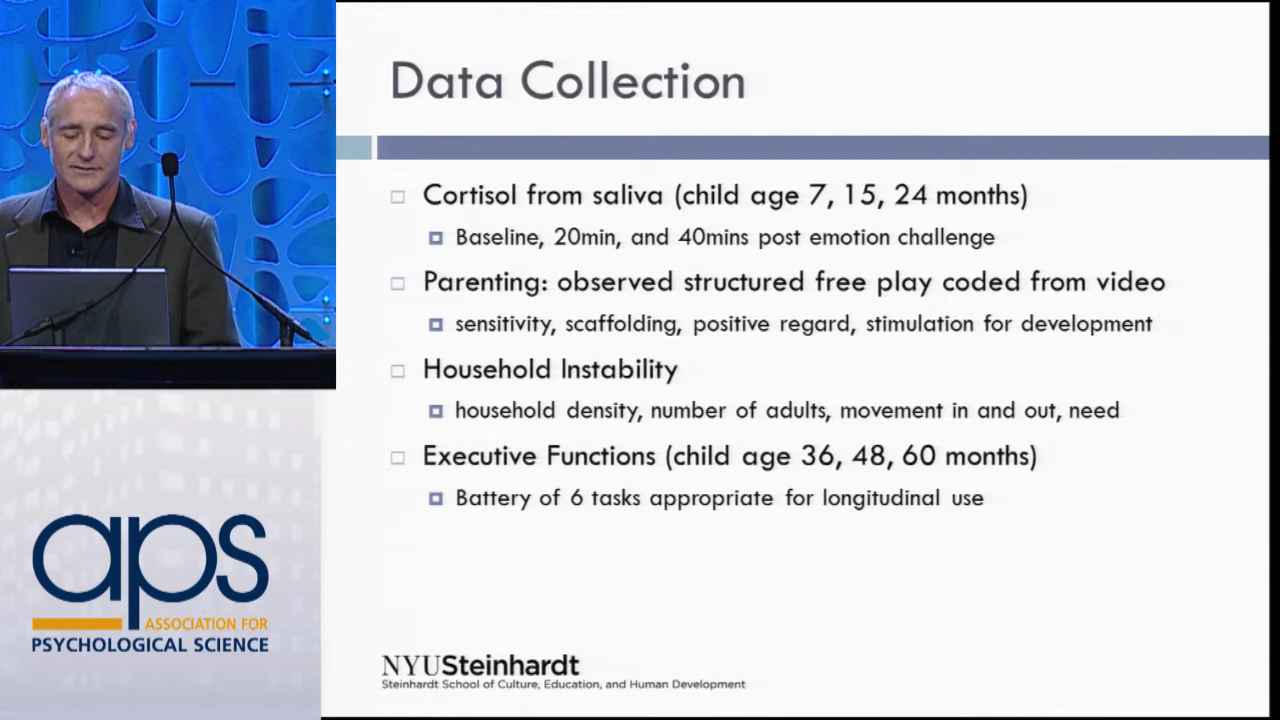 Data Collection
Cortisol from saliva (child age 7, 15, 24 months)
Baseline, 20min, and 40mins post emotion challenge
Parenting: observed structured free play coded from video
sensitivity, scaffolding, positive regard, stimulation for development
Household Instability
household density, number of adults, movement in and out, need
Executive Functions (child age 36, 48, 60 months)
Battery of 6 tasks appropriate for longitudinal use
NYUSteinhardt
Steinhardt School of Culture, Education, and Human Development
aps
ASSOCIATION FOR
PSYCHOLOGICAL SCIENCE